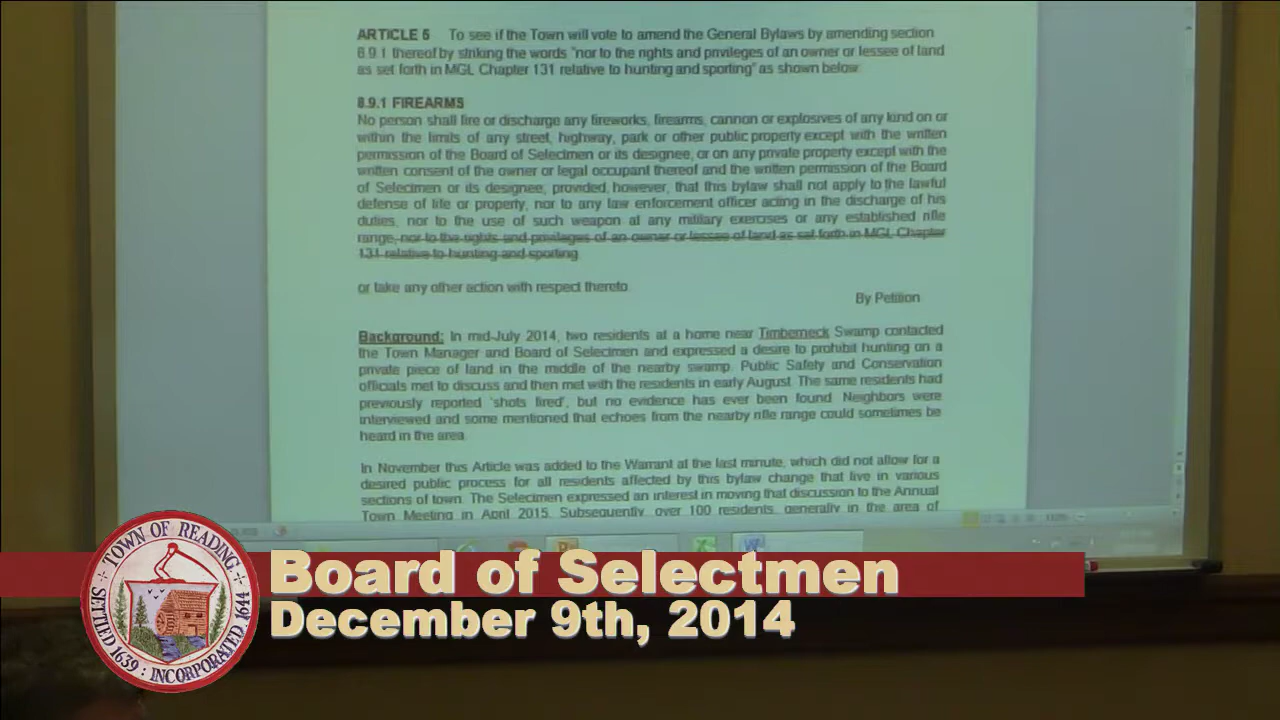 ARTICLE 5 To see if the Town will vote to amend the General Bylaws by amending section
8.9.1 thereof by striking the words "nor to the rights and privileges of an owner or lessee of land
as set forth in MGL Chapter 131 relative to hunting and sporting" as shown below:
8.9.1 FIREARMS
No person shall fire or discharge any fireworks, firearms, cannon or explosives of any kind on or
within the limits of any street, highway, park or other public property except with the written
permission of the Board of Selectmen or its designee, or on any private property except with the
written consent of the owner or legal occupant thereof and the written permission of the Board
of Selectmen or its designee, provided, however, that this bylaw shall not apply to the lawful
defense of life or property, nor to any law enforcement officer acting in the discharge of his
duties, nor to the use of such weapon at any military exercises or any established rifle
range, nor to the rights and privileges of an owner or lessee of land as set forth in MGL Chapter
131 relative to hunting and sporting.
or take any other action with respect thereto.
By Petition
Background: In mid-July 2014, two residents at a home near Timberneck Swamp contacted
the Town Manager and Board of Selectmen and expressed a desire to prohibit hunting on a
private piece of land in the middle of the nearby swamp. Public Safety and Conservation
officials met to discuss and then met with the residents in early August. The same residents had
previously reported 'shots fired', but no evidence has ever been found. Neighbors were
interviewed and some mentioned that echoes from the nearby rifle range could sometimes be
heard in the area.
In November this Article was added to the Warrant at the last minute, which did not allow for a
desired public process for all residents affected by this bylaw change that live in various
sections of town. The Selectmen expressed an interest in moving that discussion to the Annual
Town Meeting in April 2015. Subsequently, over 100 residents, generally in the area of
TOWN OF READING
SETTLED 1639 : INCORPORATED 1644
Board of Selectmen
December 9th, 2014